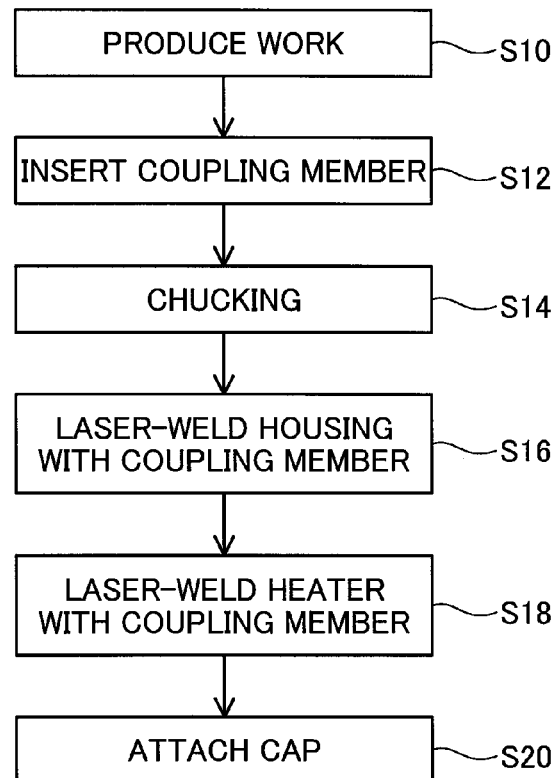 PRODUCE WORK
S10
INSERT COUPLING MEMBER
S12
CHUCKING
S14
LASER-WELD HOUSING
WITH COUPLING MEMBER
S16
LASER-WELD HEATER
WITH COUPLING MEMBER
S18
ATTACH CAP
S20